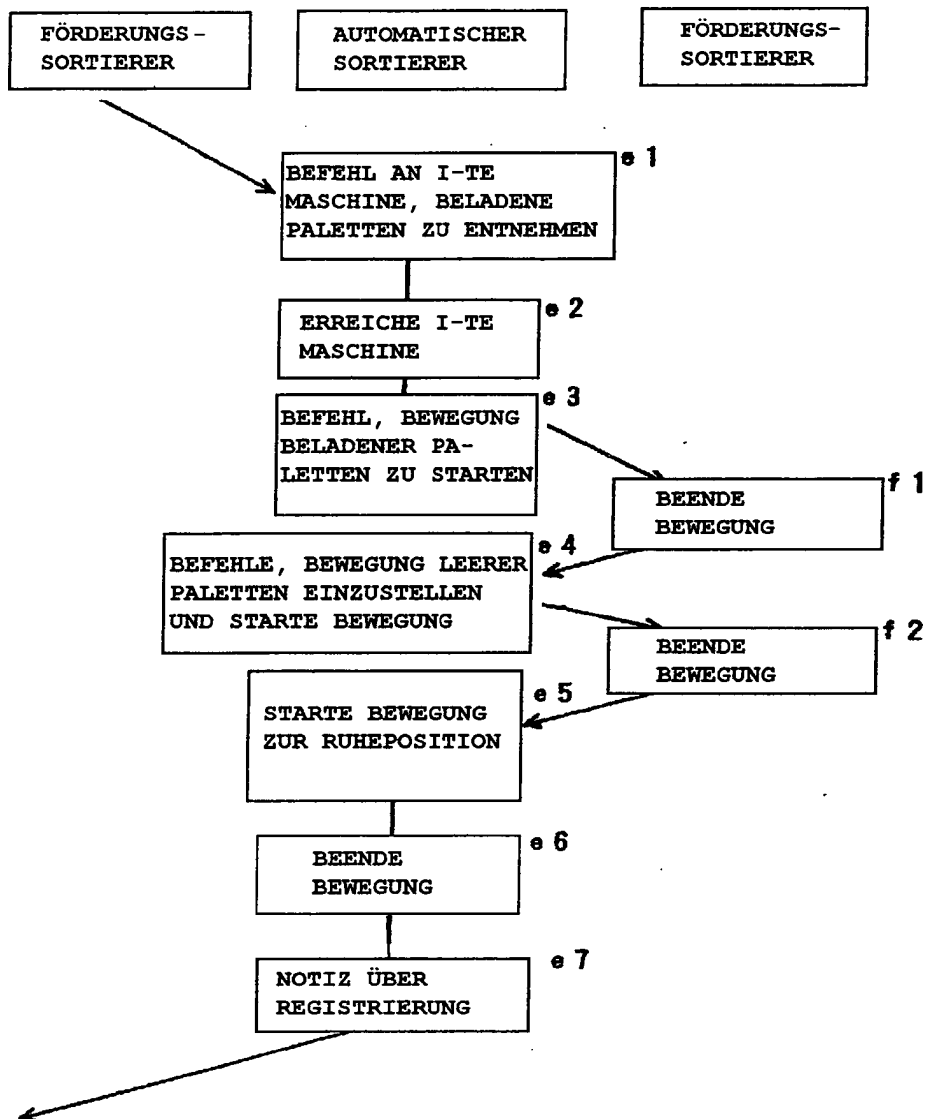 FÖRDERUNGS-
SORTIERER
AUTOMATISCHER
SORTIERER
FÖRDERUNGS-
SORTIERER
e 1
BEFEHL AN I-TE
MASCHINE, BELADENE
PALETTEN ZU ENTNEHMEN
e 2
ERREICHE I-TE
MASCHINE
e 3
BEFEHL, BEWEGUNG
BELADENER PA-
LETTEN ZU STARTEN
f 1
BEENDE
BEWEGUNG
e 4
BEFEHLE, BEWEGUNG LEERER
PALETTEN EINZUSTELLEN
UND STARTE BEWEGUNG
f 2
BEENDE
BEWEGUNG
e 5
STARTE BEWEGUNG
ZUR RUHEPOSITION
e 6
BEENDE
BEWEGUNG
e 7
NOTIZ ÜBER
REGISTRIERUNG